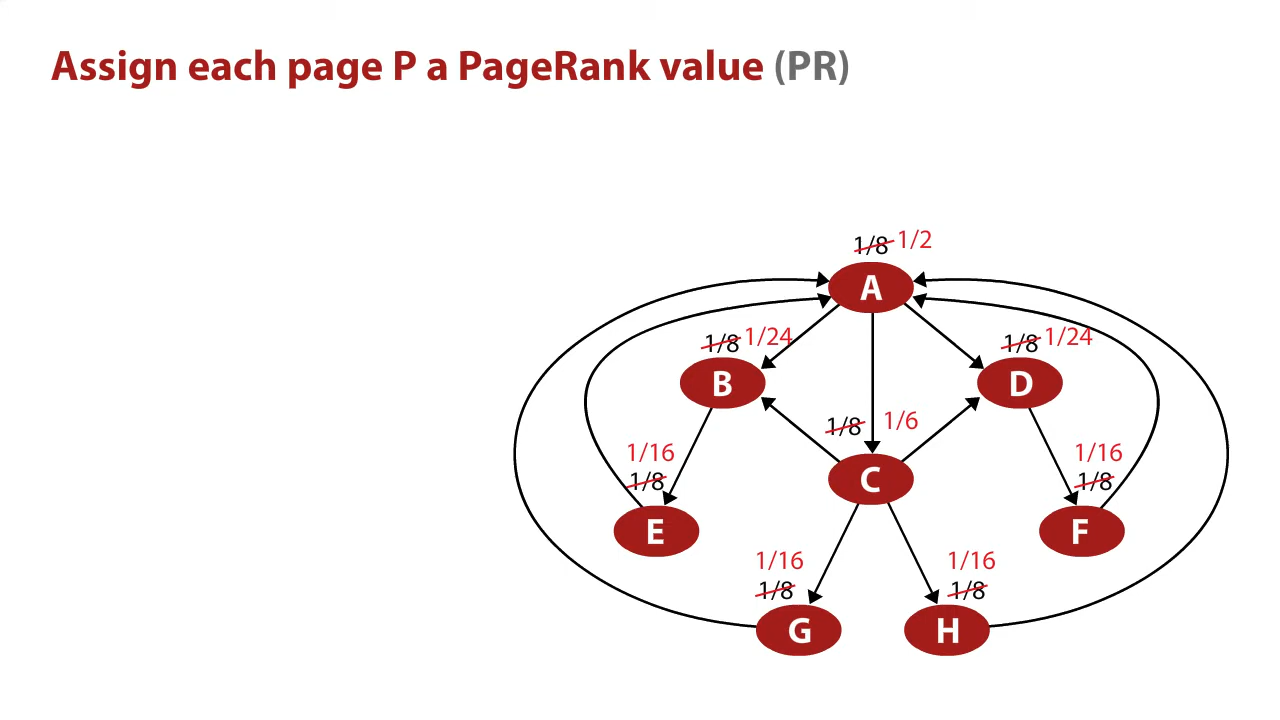 Assign each page P a PageRank value (PR)
1/8 1/2
A
1/8 1/24
1/8 1/24
B
D
1/8 1/6
1/16
1/8
1/16
1/8
C
E
F
1/16
1/8
1/16
1/8
G
H